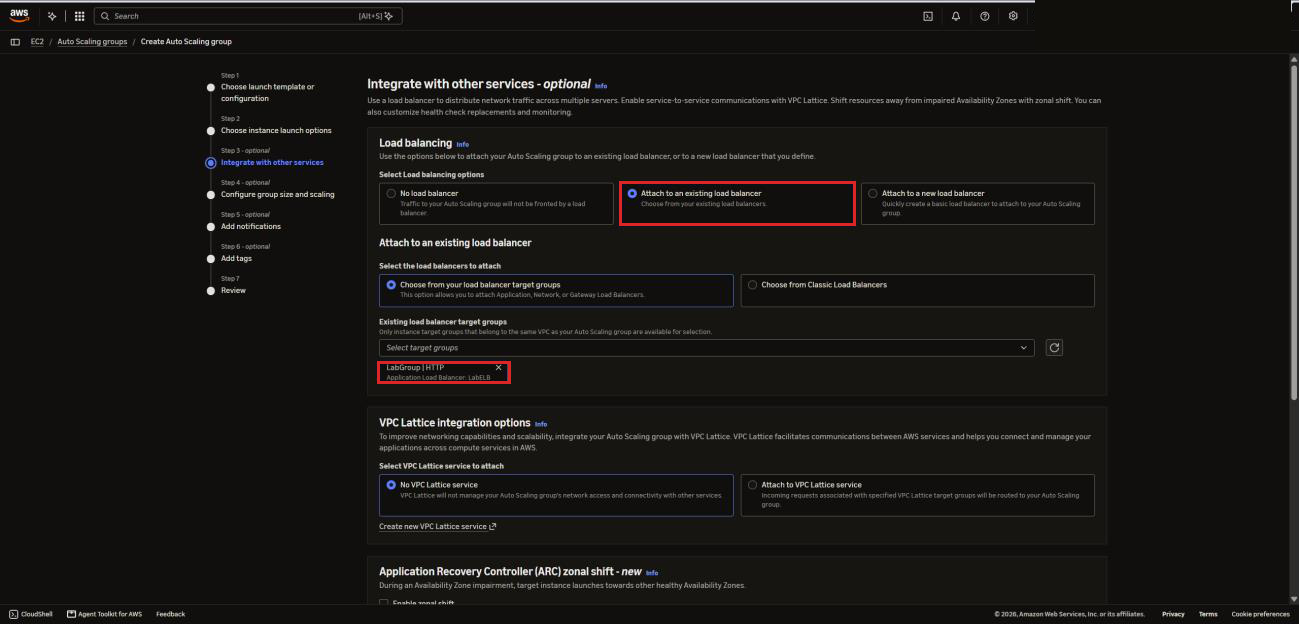 aws
Search
[Alt+S]
EC2 / Auto Scaling groups / Create Auto Scaling group
Step 1
Choose launch template or
configuration
Step 2
Choose instance launch options
Step 3 - optional
Integrate with other services
Step 4 - optional
Configure group size and scaling
Step 5 - optional
Add notifications
Step 6 - optional
Add tags
Step 7
Review
Integrate with other services - optional Info
Use a load balancer to distribute network traffic across multiple servers. Enable service-to-service communications with VPC Lattice. Shift resources away from impaired Availability Zones with zonal shift. You can
also customize health check replacements and monitoring.
Load balancing Info
Use the options below to attach your Auto Scaling group to an existing load balancer, or to a new load balancer that you define.
Select Load balancing options
No load balancer
Traffic to your Auto Scaling group will not be fronted by a load
balancer.
Attach to an existing load balancer
Choose from your existing load balancers.
Attach to a new load balancer
Quickly create a basic load balancer to attach to your Auto Scaling
group.
Attach to an existing load balancer
Select the load balancers to attach
Choose from your load balancer target groups
This option allows you to attach Application, Network, or Gateway Load Balancers.
Choose from Classic Load Balancers
Existing load balancer target groups
Only instance target groups that belong to the same VPC as your Auto Scaling group are available for selection.
Select target groups
LabGroup | HTTP
Application Load Balancer: LabELB
VPC Lattice integration options Info
To improve networking capabilities and scalability, integrate your Auto Scaling group with VPC Lattice. VPC Lattice facilitates communications between AWS services and helps you connect and manage your
applications across compute services in AWS.
Select VPC Lattice service to attach
No VPC Lattice service
VPC Lattice will not manage your Auto Scaling group's network access and connectivity with other services.
Attach to VPC Lattice service
Incoming requests associated with specified VPC Lattice target groups will be routed to your Auto Scaling
group.
Create new VPC Lattice service
Application Recovery Controller (ARC) zonal shift - new Info
During an Availability Zone impairment, target instance launches towards other healthy Availability Zones.
Enable zonal shift
CloudShell Agent Toolkit for AWS Feedback
© 2026, Amazon Web Services, Inc. or its affiliates. Privacy Terms Cookie preferences